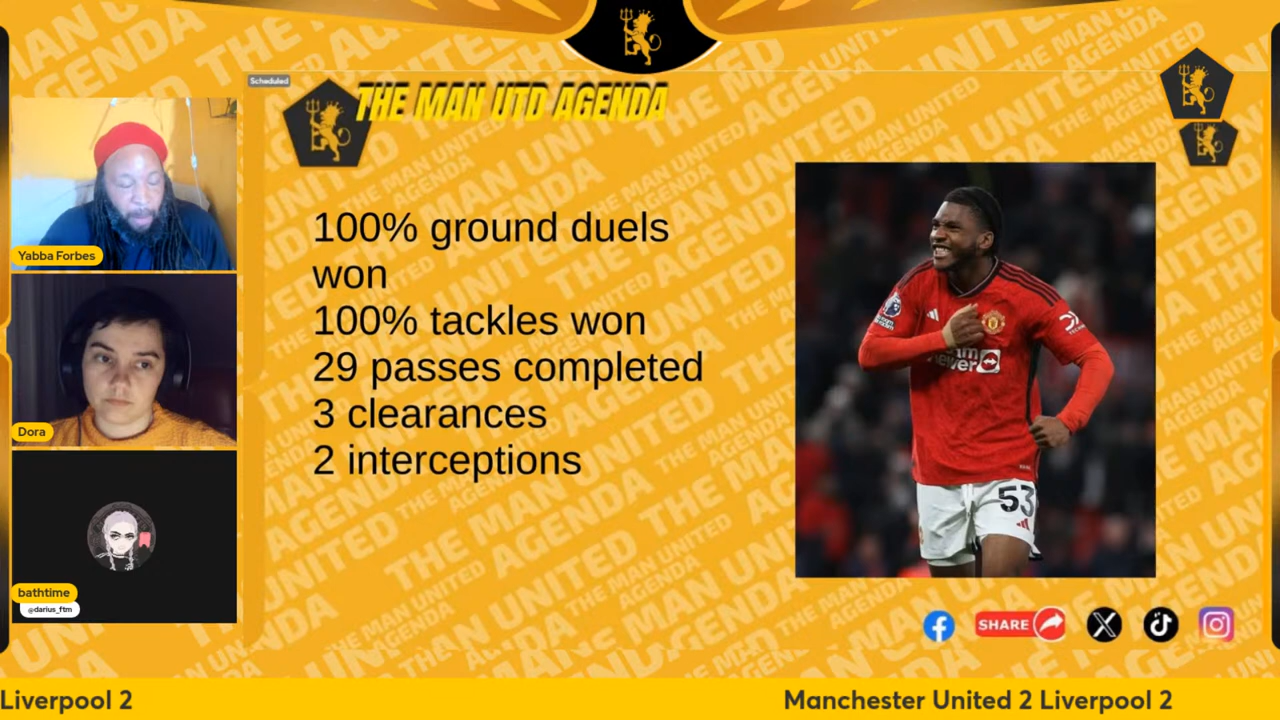 Scheduled
THE MAN UTD AGENDA
Yabba Forbes
Dora
bathtime
@darius_ftm
100% ground duels
won
100% tackles won
29 passes completed
3 clearances
2 interceptions
53
SHARE
Liverpool 2
Manchester United 2 Liverpool 2